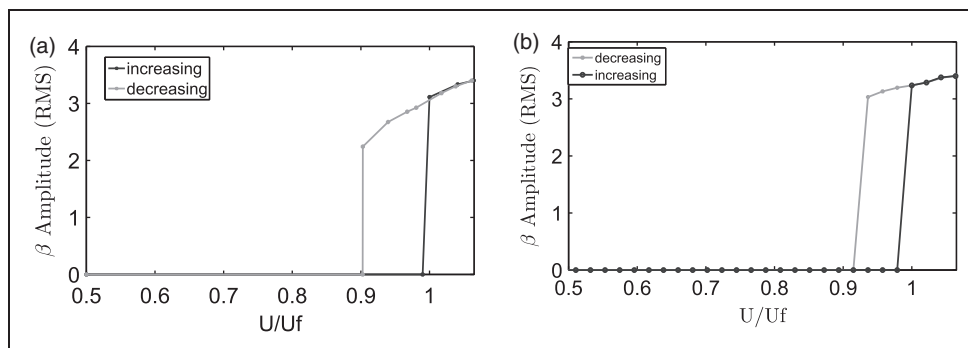 (a)
4
3
2
1
0
β Amplitude (RMS)
increasing
decreasing
0.5 0.6 0.7 0.8 0.9 1
U/Uf
(b)
4
3
2
1
0
β Amplitude (RMS)
decreasing
increasing
0.5 0.6 0.7 0.8 0.9 1
U/Uf